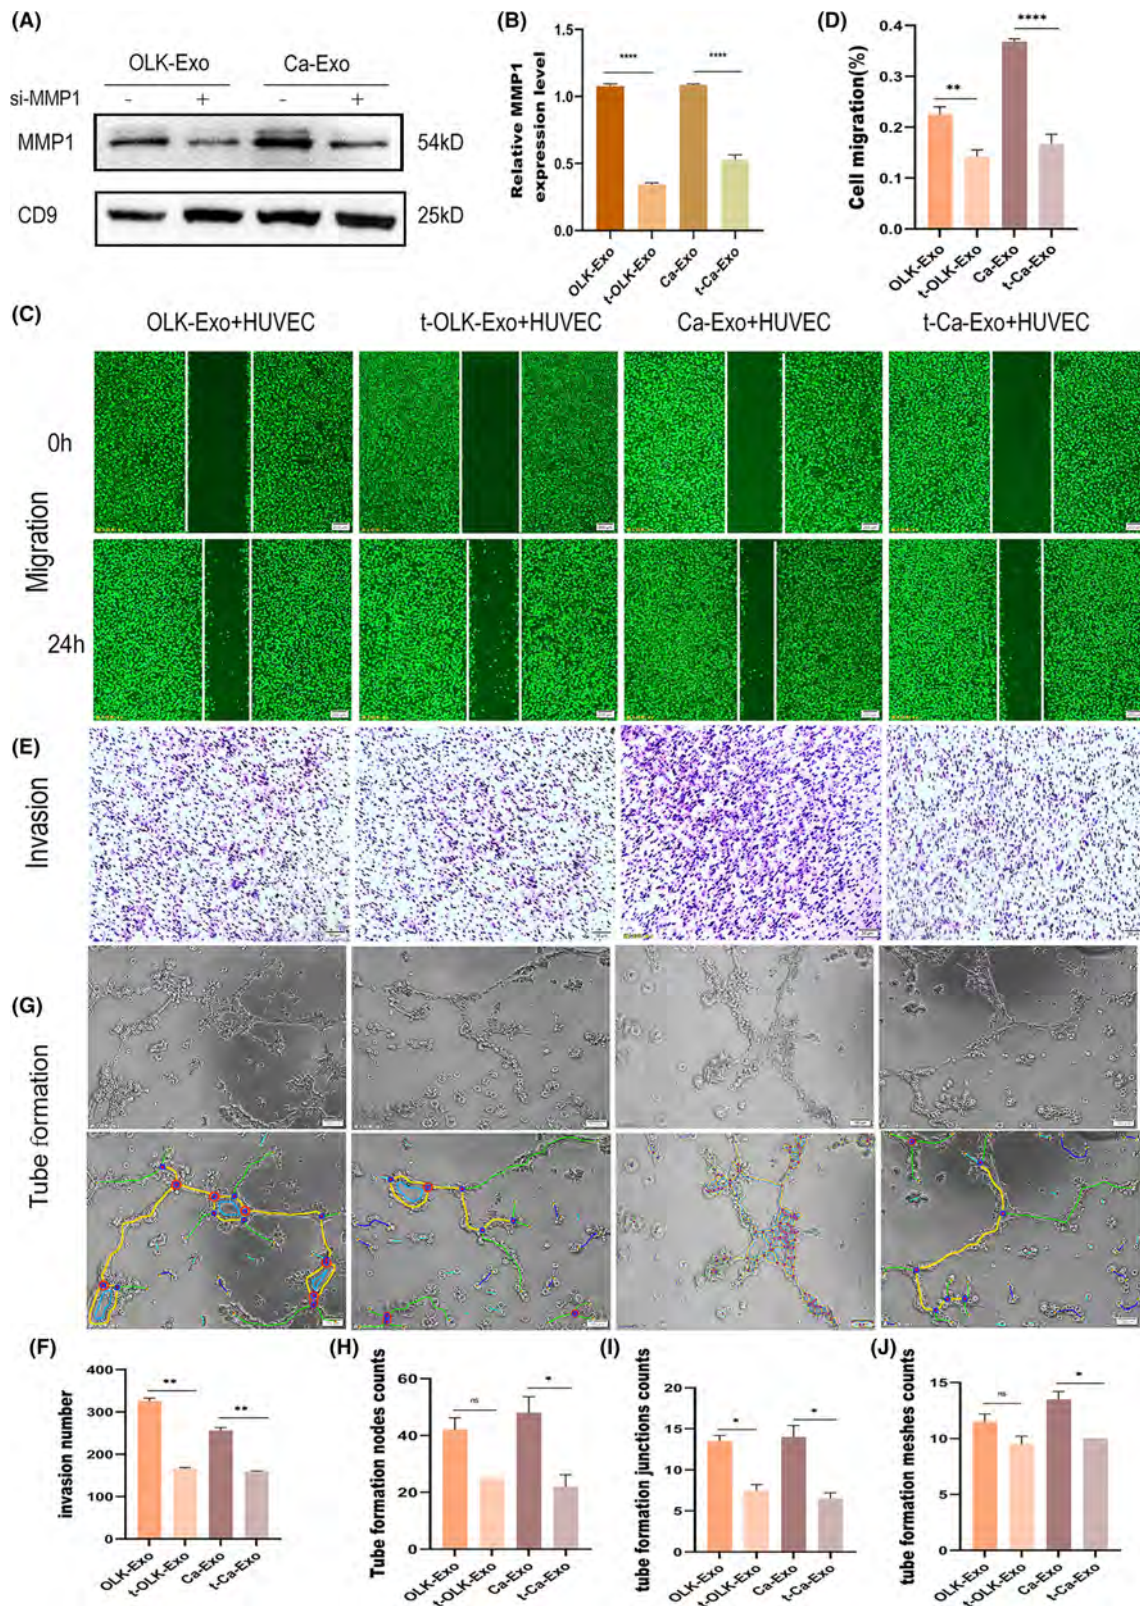 (A)
OLK-Exo Ca-Exo
si-MMP1 - + - +
MMP1 54kD
CD9 25kD
(B)
Relative MMP1
expression level
1.5
1.0
0.5
0.0
**** ****
OLK-Exo
t-OLK-Exo
Ca-Exo
t-Ca-Exo
(D)
Cell migration(%)
0.4
0.3
0.2
0.1
0.0
** ****
OLK-Exo
t-OLK-Exo
Ca-Exo
t-Ca-Exo
(C)
OLK-Exo+HUVEC t-OLK-Exo+HUVEC Ca-Exo+HUVEC t-Ca-Exo+HUVEC
Migration
0h
24h
(E)
Invasion
(G)
Tube formation
(F)
invasion number
400
300
200
100
0
** **
OLK-Exo
t-OLK-Exo
Ca-Exo
t-Ca-Exo
(H)
Tube formation nodes counts
60
40
20
0
ns *
OLK-Exo
t-OLK-Exo
Ca-Exo
t-Ca-Exo
(I)
tube formation junctions counts
20
15
10
5
0
* *
OLK-Exo
t-OLK-Exo
Ca-Exo
t-Ca-Exo
(J)
tube formation meshes counts
15
10
5
0
ns *
OLK-Exo
t-OLK-Exo
Ca-Exo
t-Ca-Exo